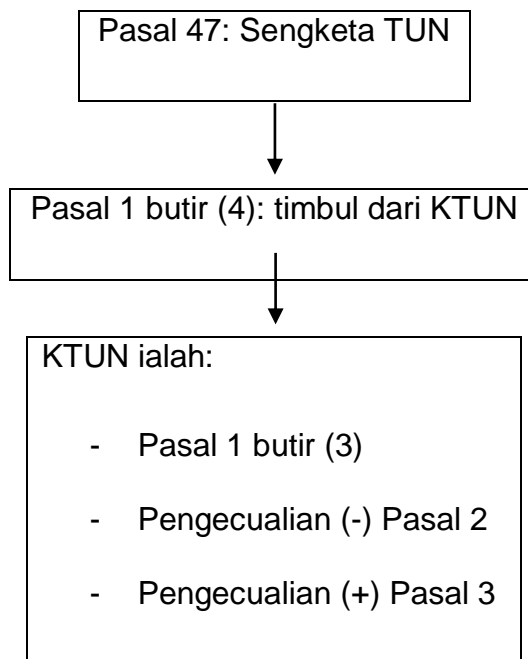 Pasal 47: Sengketa TUN
Pasal 1 butir (4): timbul dari KTUN
KTUN ialah:
- Pasal 1 butir (3)
- Pengecualian (-) Pasal 2
- Pengecualian (+) Pasal 3